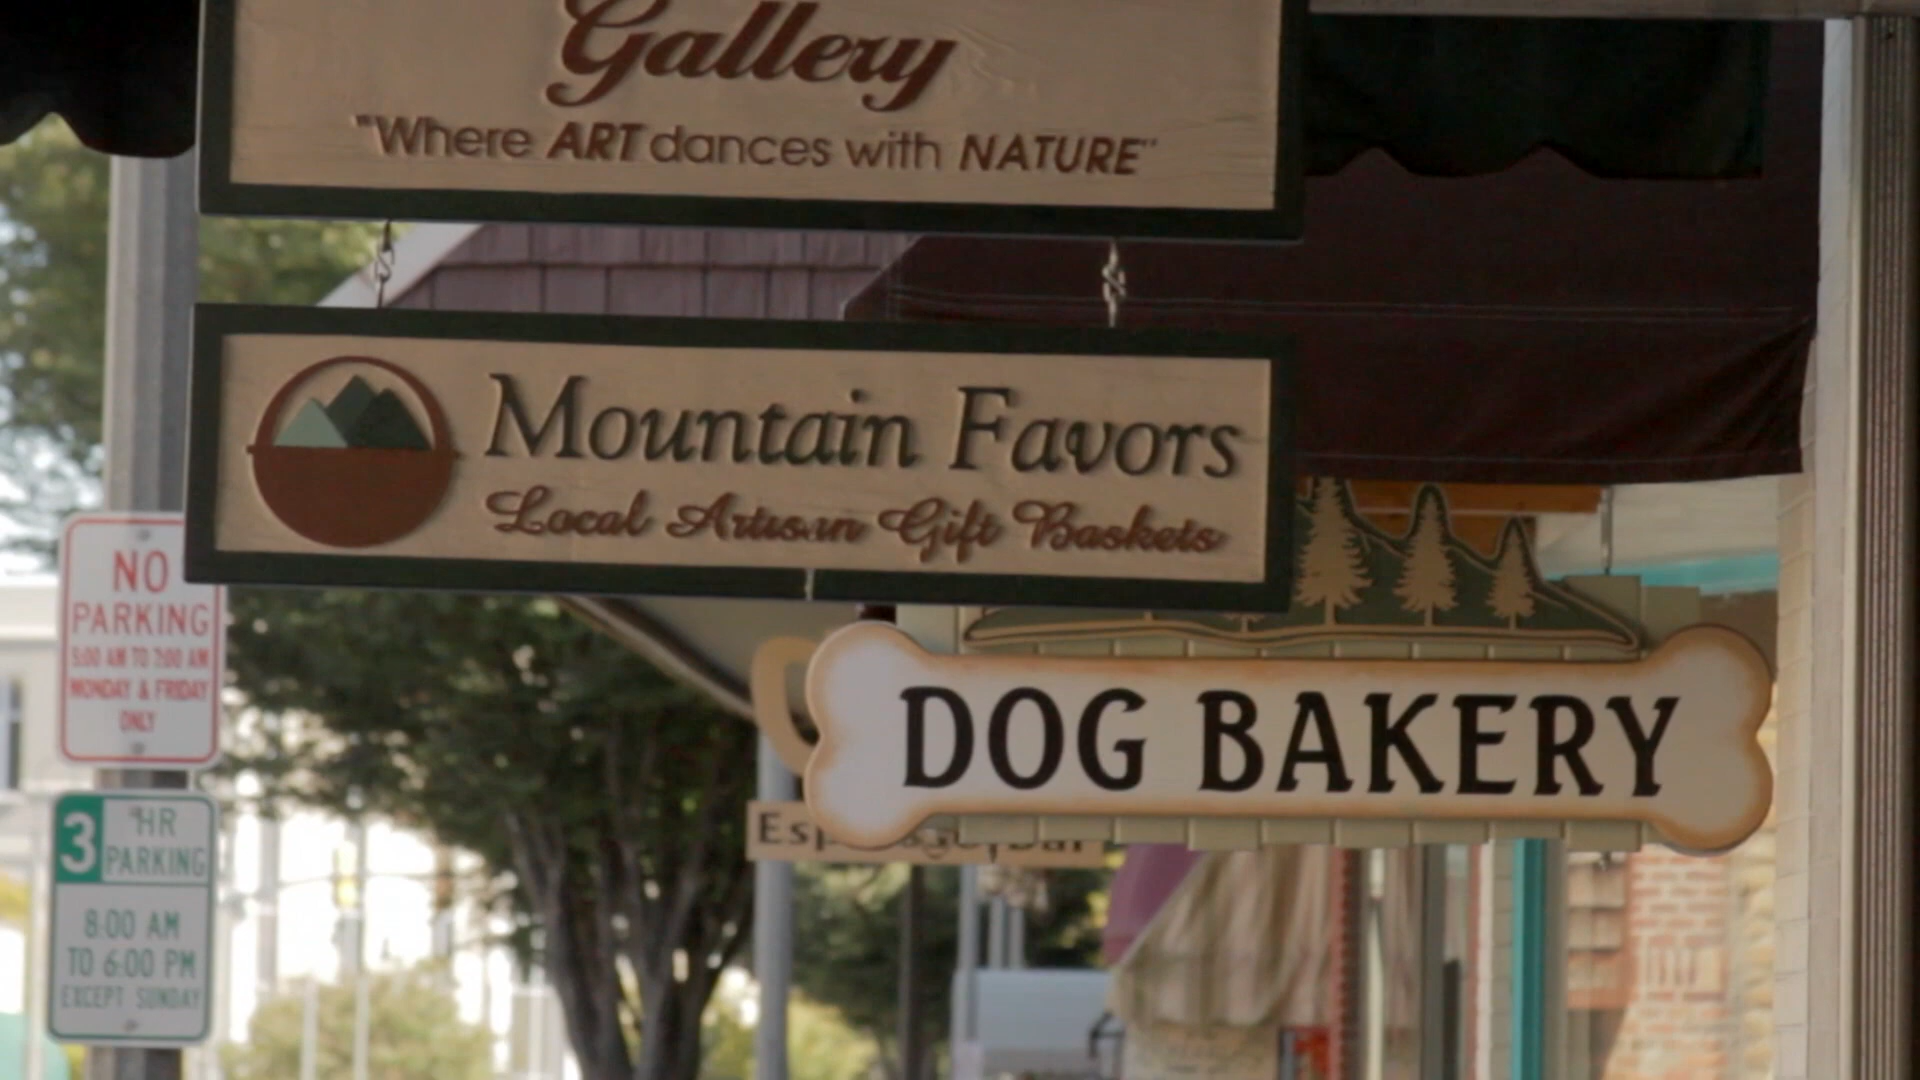 Gallery
"Where ART dances with NATURE"
Mountain Favors
Local Artisan Gift Baskets
NO
PARKING
5:00 AM TO 7:00 AM
MONDAY & FRIDAY
ONLY
DOG BAKERY
3 HR
PARKING
8:00 AM
TO 6:00 PM
EXCEPT SUNDAY